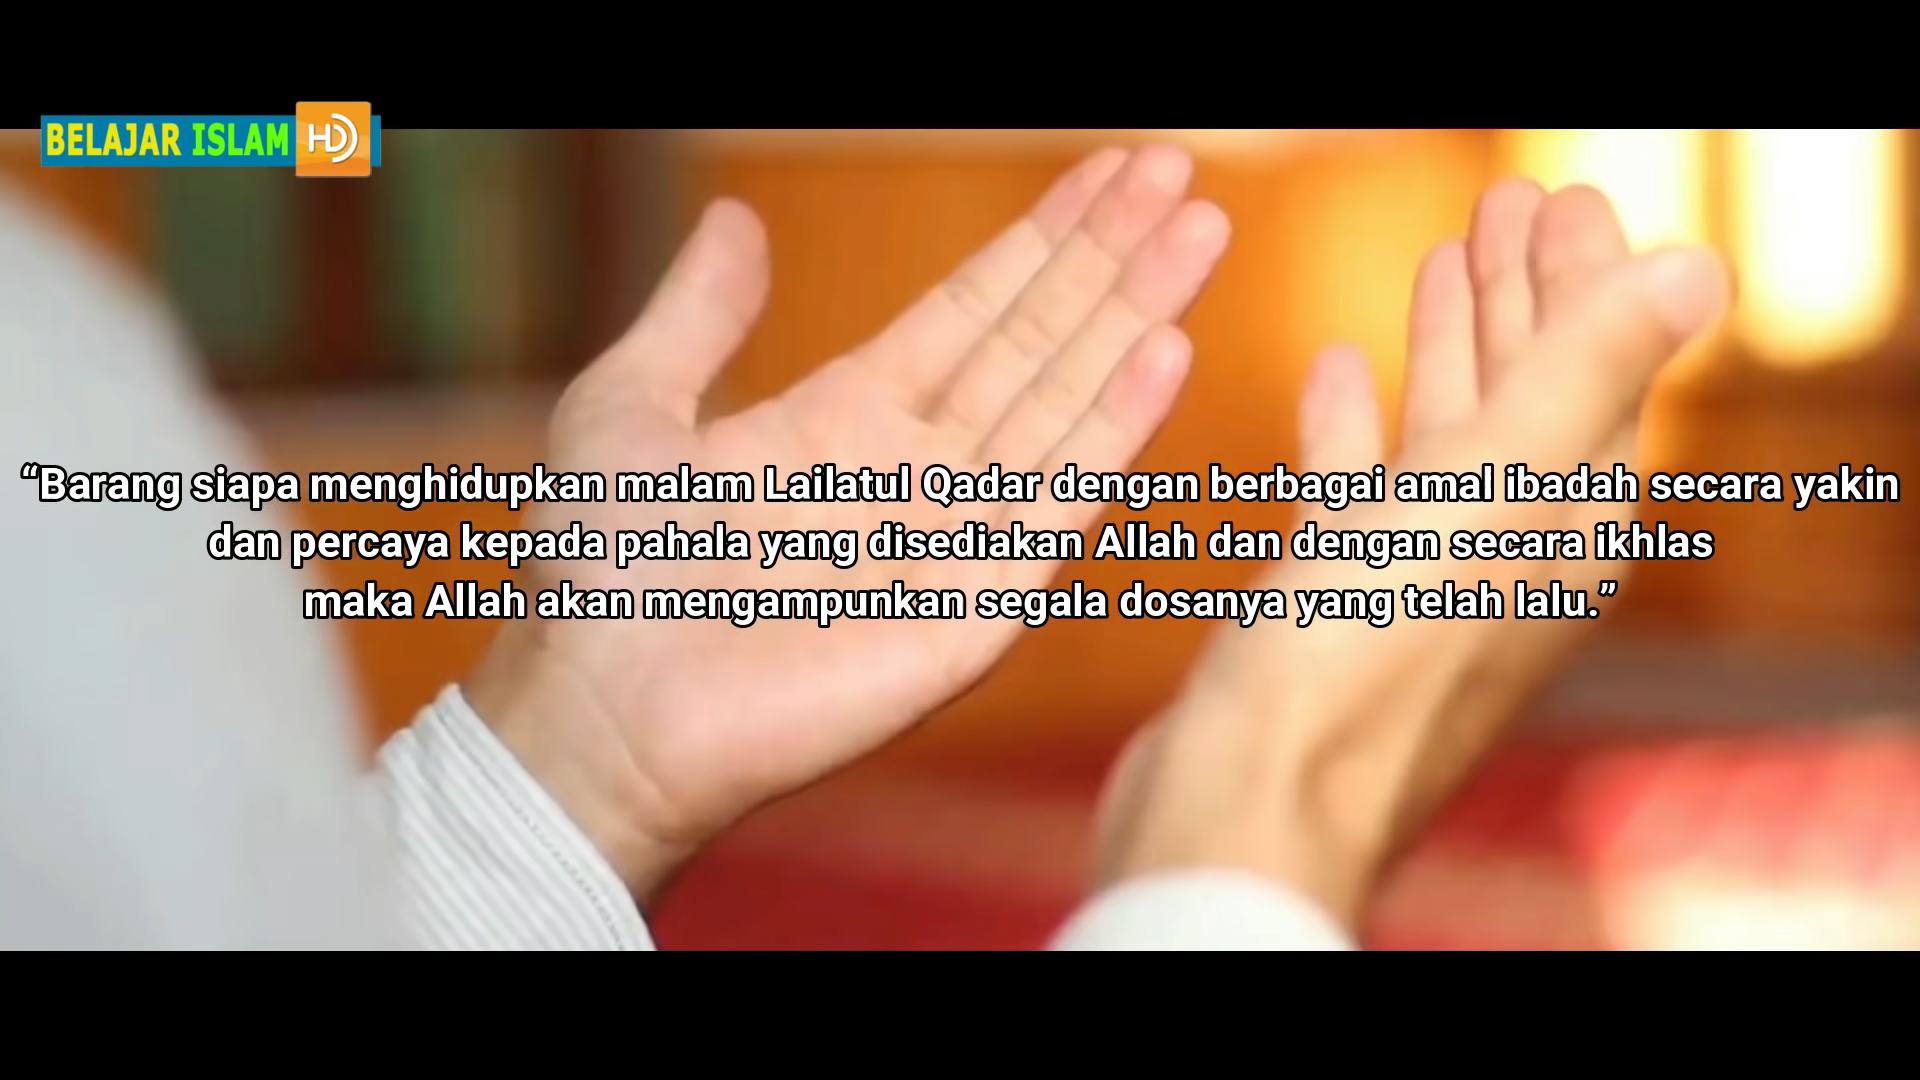 BELAJAR ISLAM HD
“Barang siapa menghidupkan malam Lailatul Qadar dengan berbagai amal ibadah secara yakin
dan percaya kepada pahala yang disediakan Allah dan dengan secara ikhlas
maka Allah akan mengampunkan segala dosanya yang telah lalu.”